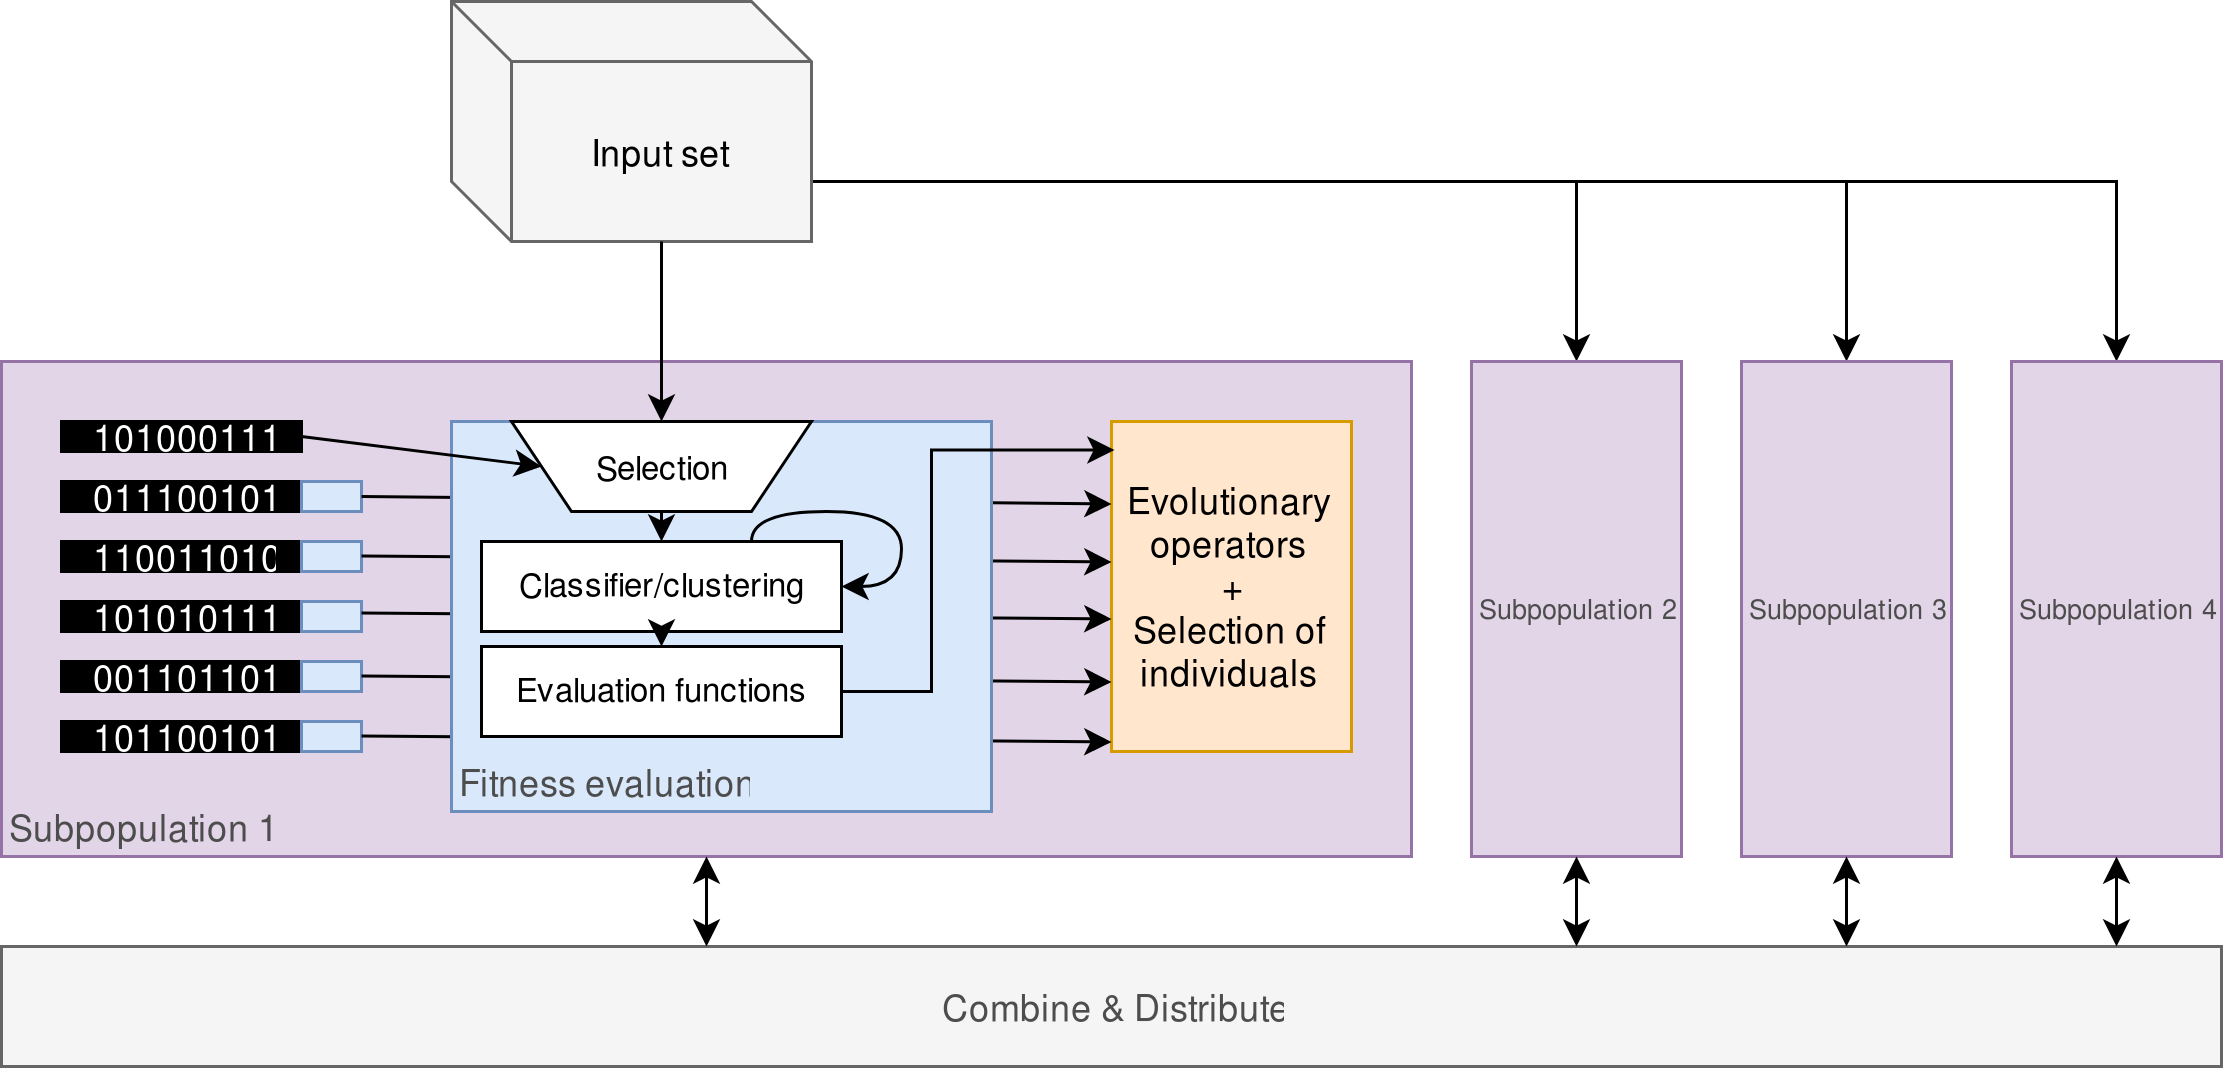 Input set
101000111
011100101
110011010
101010111
001101101
101100101
Selection
Classifier/clustering
Evaluation functions
Fitness evaluation
Subpopulation 1
Evolutionary
operators
+
Selection of
individuals
Subpopulation 2
Subpopulation 3
Subpopulation 4
Combine & Distribute